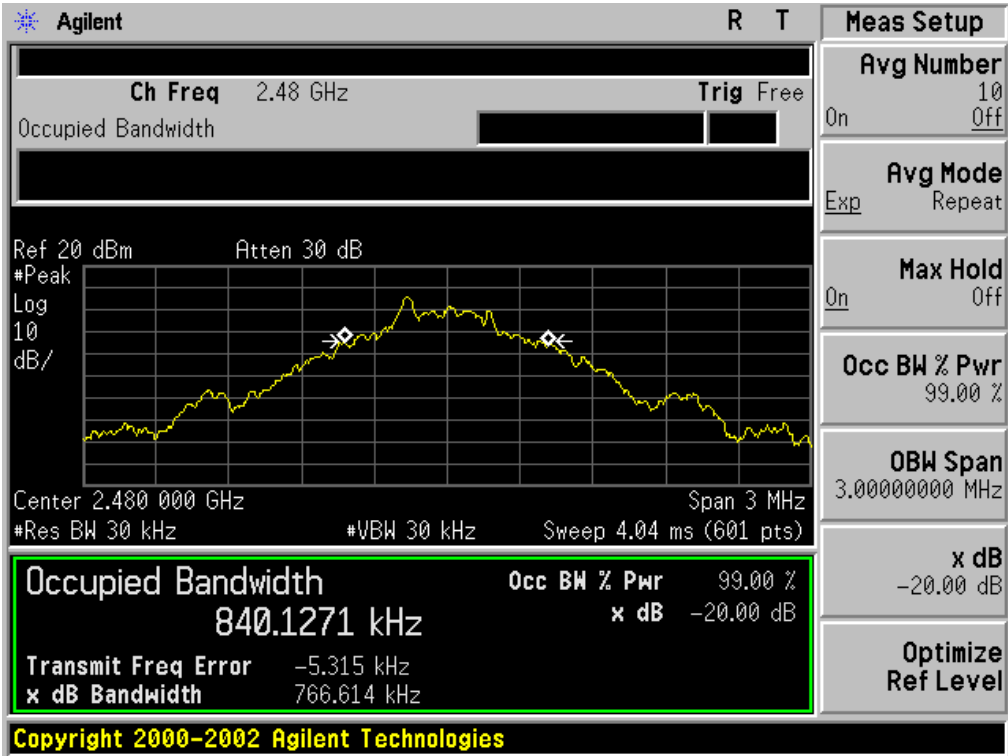 Agilent R T
Ch Freq 2.48 GHz Trig Free
Occupied Bandwidth
Ref 20 dBm Atten 30 dB
#Peak
Log
10
dB/
Center 2.480 000 GHz Span 3 MHz
#Res BW 30 kHz #VBW 30 kHz Sweep 4.04 ms (601 pts)
Occupied Bandwidth
840.1271 kHz
Occ BW % Pwr 99.00 %
x dB -20.00 dB
Transmit Freq Error -5.315 kHz
x dB Bandwidth 766.614 kHz
Copyright 2000-2002 Agilent Technologies
Meas Setup
Avg Number
10
On Off
Avg Mode
Exp Repeat
Max Hold
On Off
Occ BW % Pwr
99.00 %
OBW Span
3.00000000 MHz
x dB
-20.00 dB
Optimize
Ref Level